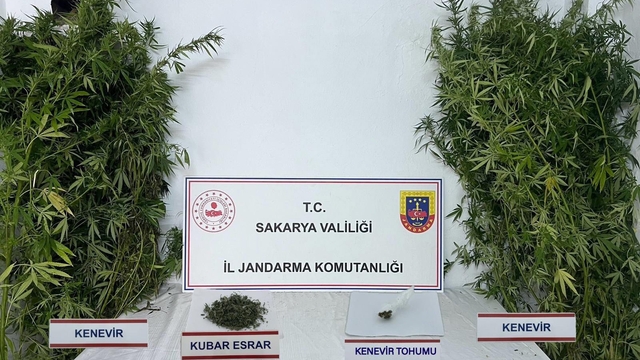 T.C.
SAKARYA VALİLİĞİ
İL JANDARMA KOMUTANLIĞI
KENEVİR
KUBAR ESRAR
KENEVİR TOHUMU
KENEVİR